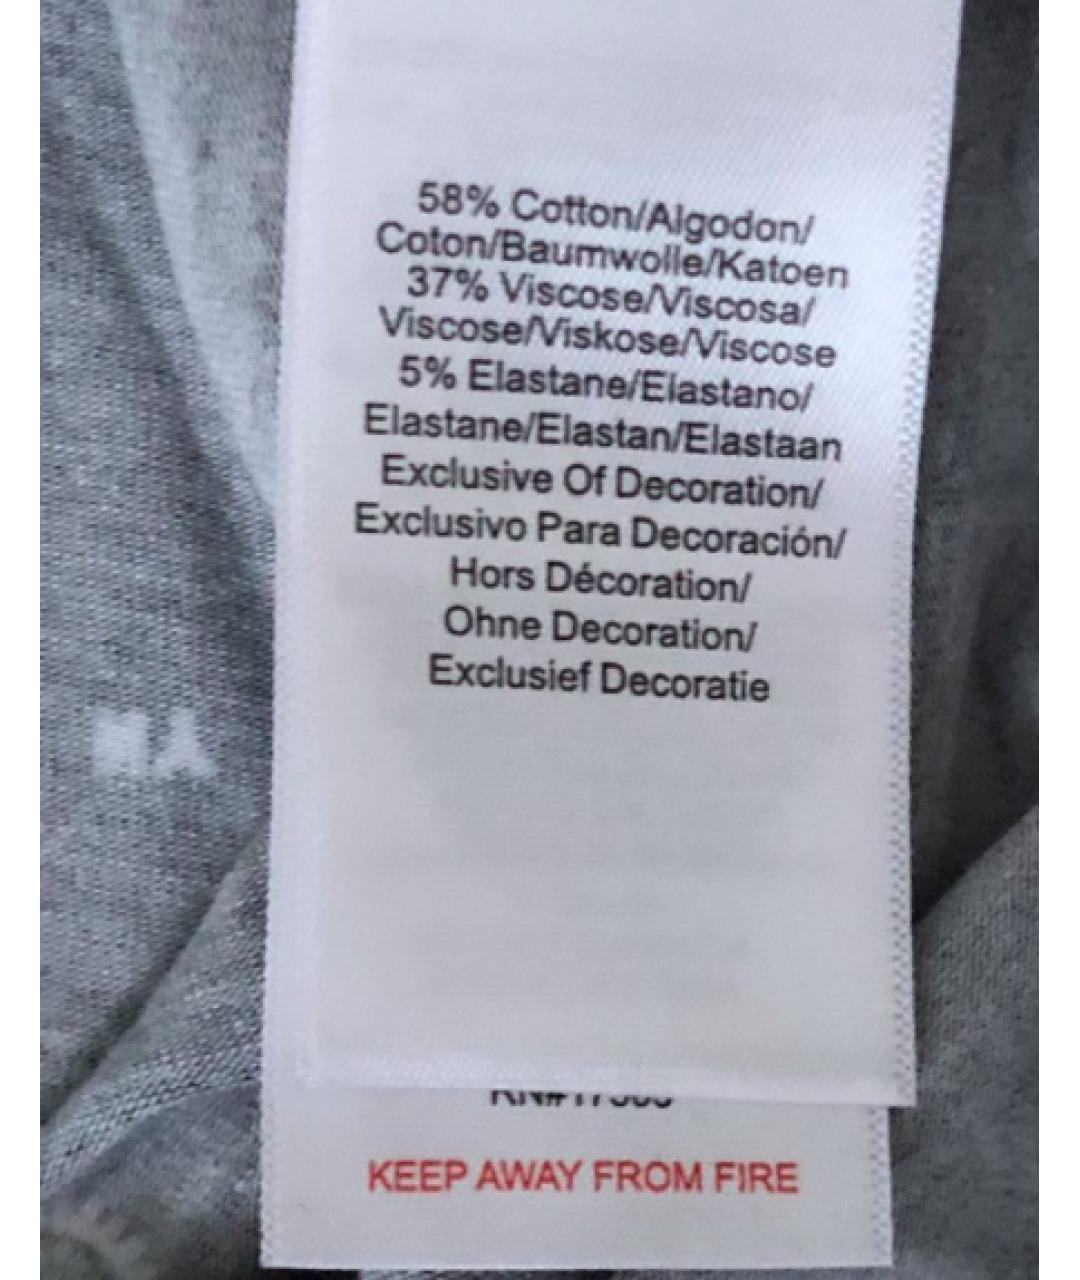 58% Cotton/Algodon/
Coton/Baumwolle/Katoen
37% Viscose/Viscosa/
Viscose/Viskose/Viscose
5% Elastane/Elastano/
Elastane/Elastan/Elastaan
Exclusive Of Decoration/
Exclusivo Para Decoración/
Hors Décoration/
Ohne Decoration/
Exclusief Decoratie
KEEP AWAY FROM FIRE